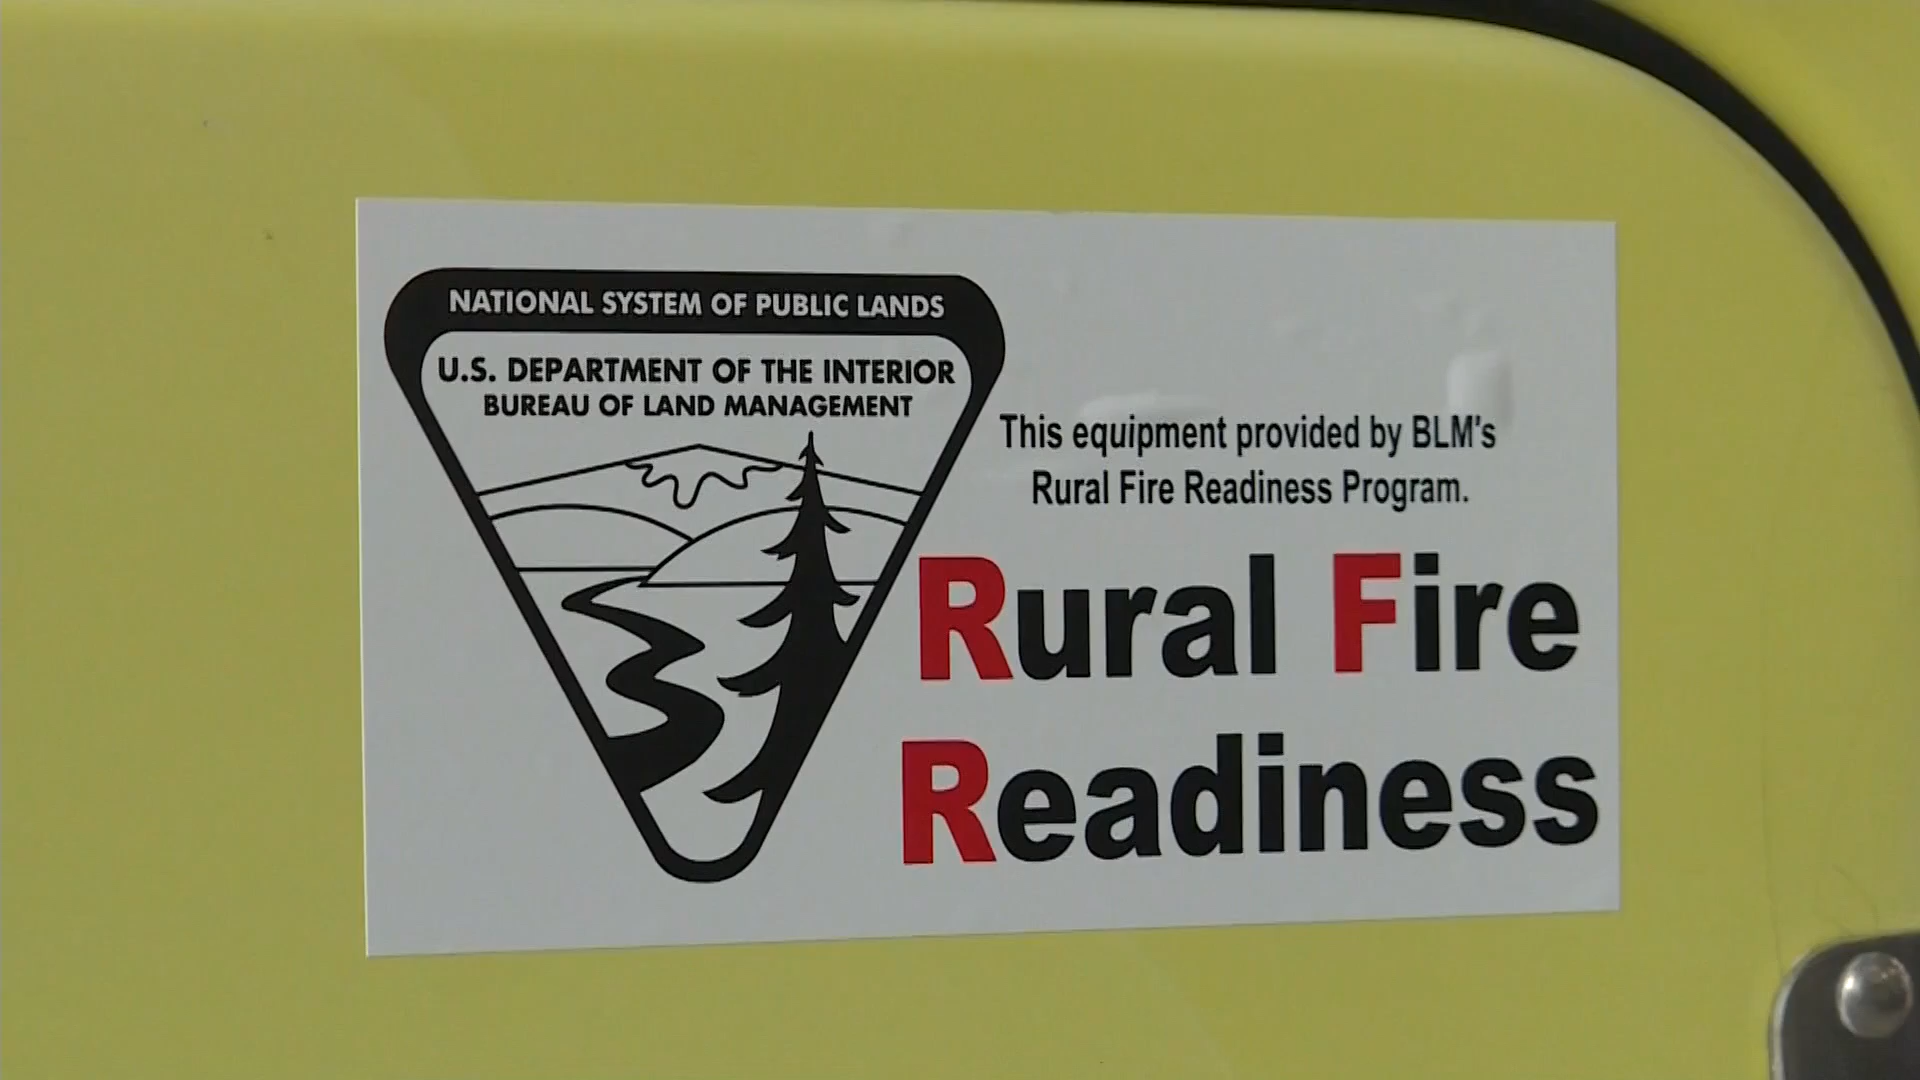 NATIONAL SYSTEM OF PUBLIC LANDS
U.S. DEPARTMENT OF THE INTERIOR
BUREAU OF LAND MANAGEMENT
This equipment provided by BLM's
Rural Fire Readiness Program.
Rural Fire
Readiness